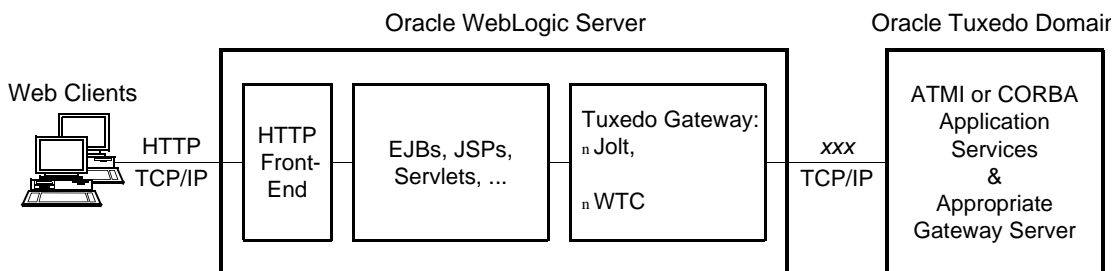 Oracle WebLogic Server
Oracle Tuxedo Domain
Web Clients
HTTP
TCP/IP
HTTP
Front-
End
EJBs, JSPs,
Servlets, ...
Tuxedo Gateway:
n Jolt,
n WTC
xxx
TCP/IP
ATMI or CORBA
Application
Services
&
Appropriate
Gateway Server